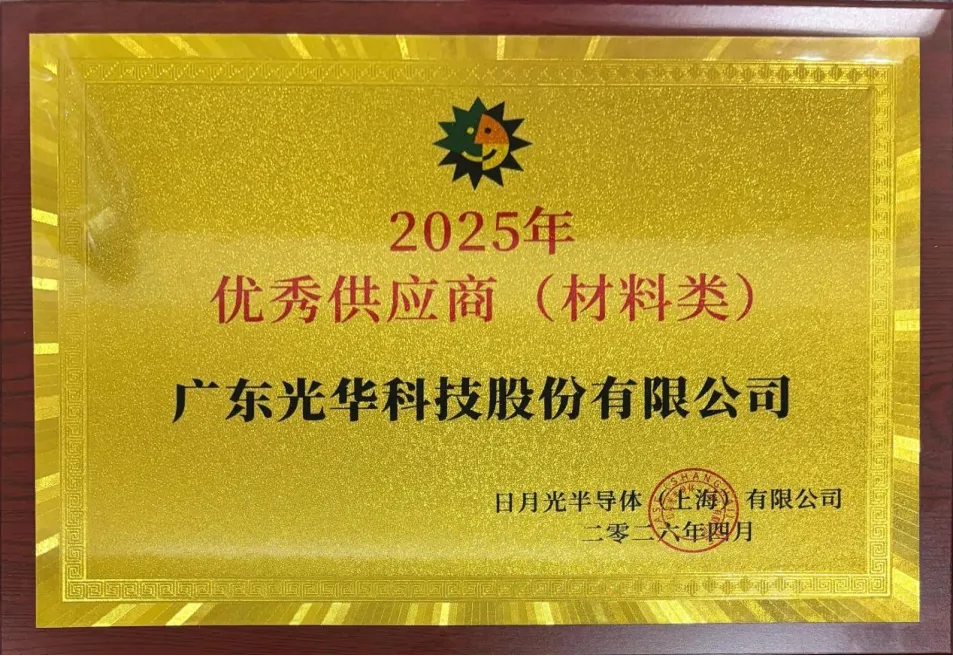 2025年
优秀供应商（材料类）
广东光华科技股份有限公司
日月光半导体（上海）有限公司
二零二六年四月